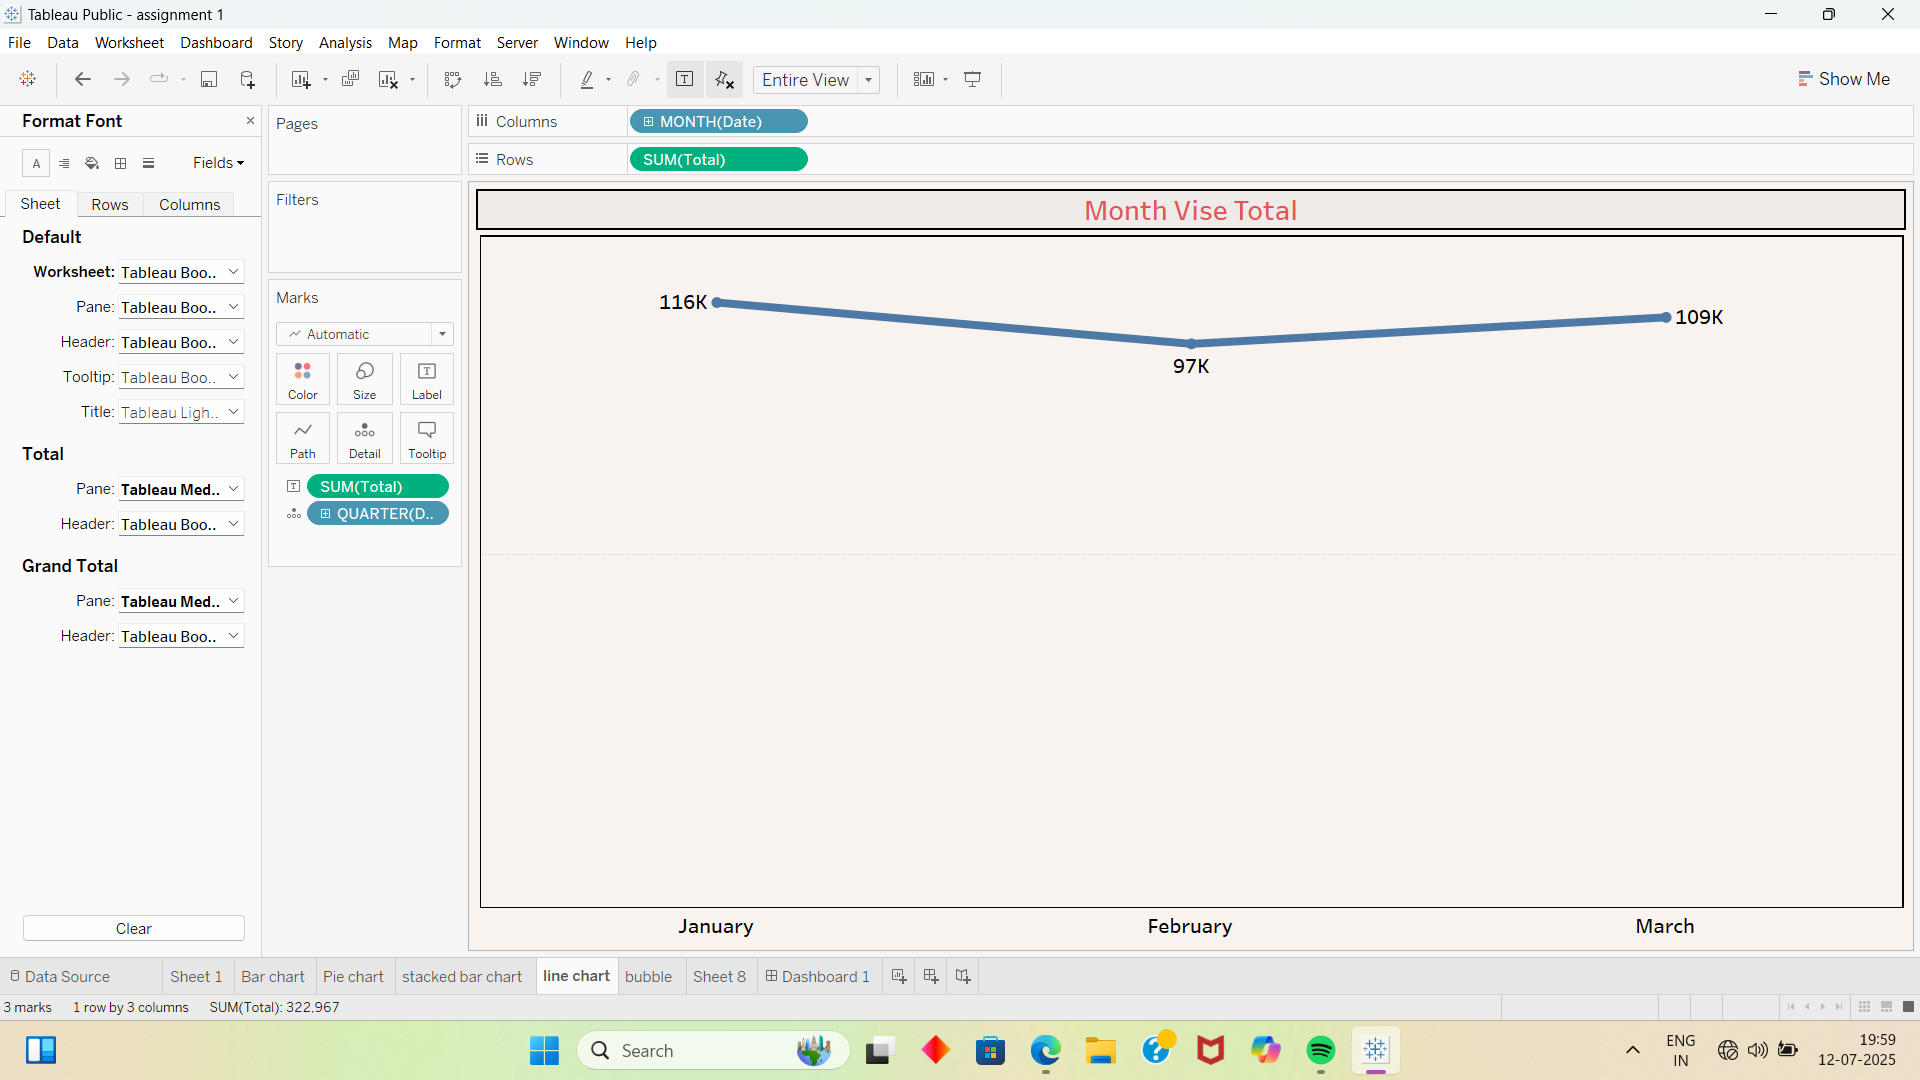 Tableau Public - assignment 1
File Data Worksheet Dashboard Story Analysis Map Format Server Window Help
Entire View
Show Me
Format Font
Fields
Sheet Rows Columns
Default
Worksheet: Tableau Boo..
Pane: Tableau Boo..
Header: Tableau Boo..
Tooltip: Tableau Boo..
Title: Tableau Ligh..
Total
Pane: Tableau Med..
Header: Tableau Boo..
Grand Total
Pane: Tableau Med..
Header: Tableau Boo..
Clear
Pages
Filters
Marks
Automatic
Color Size Label
Path Detail Tooltip
SUM(Total)
QUARTER(D..
Columns MONTH(Date)
Rows SUM(Total)
Month Vise Total
116K
97K
109K
January February March
Data Source Sheet 1 Bar chart Pie chart stacked bar chart line chart bubble Sheet 8 Dashboard 1
3 marks 1 row by 3 columns SUM(Total): 322,967
Search
ENG
IN
19:59
12-07-2025